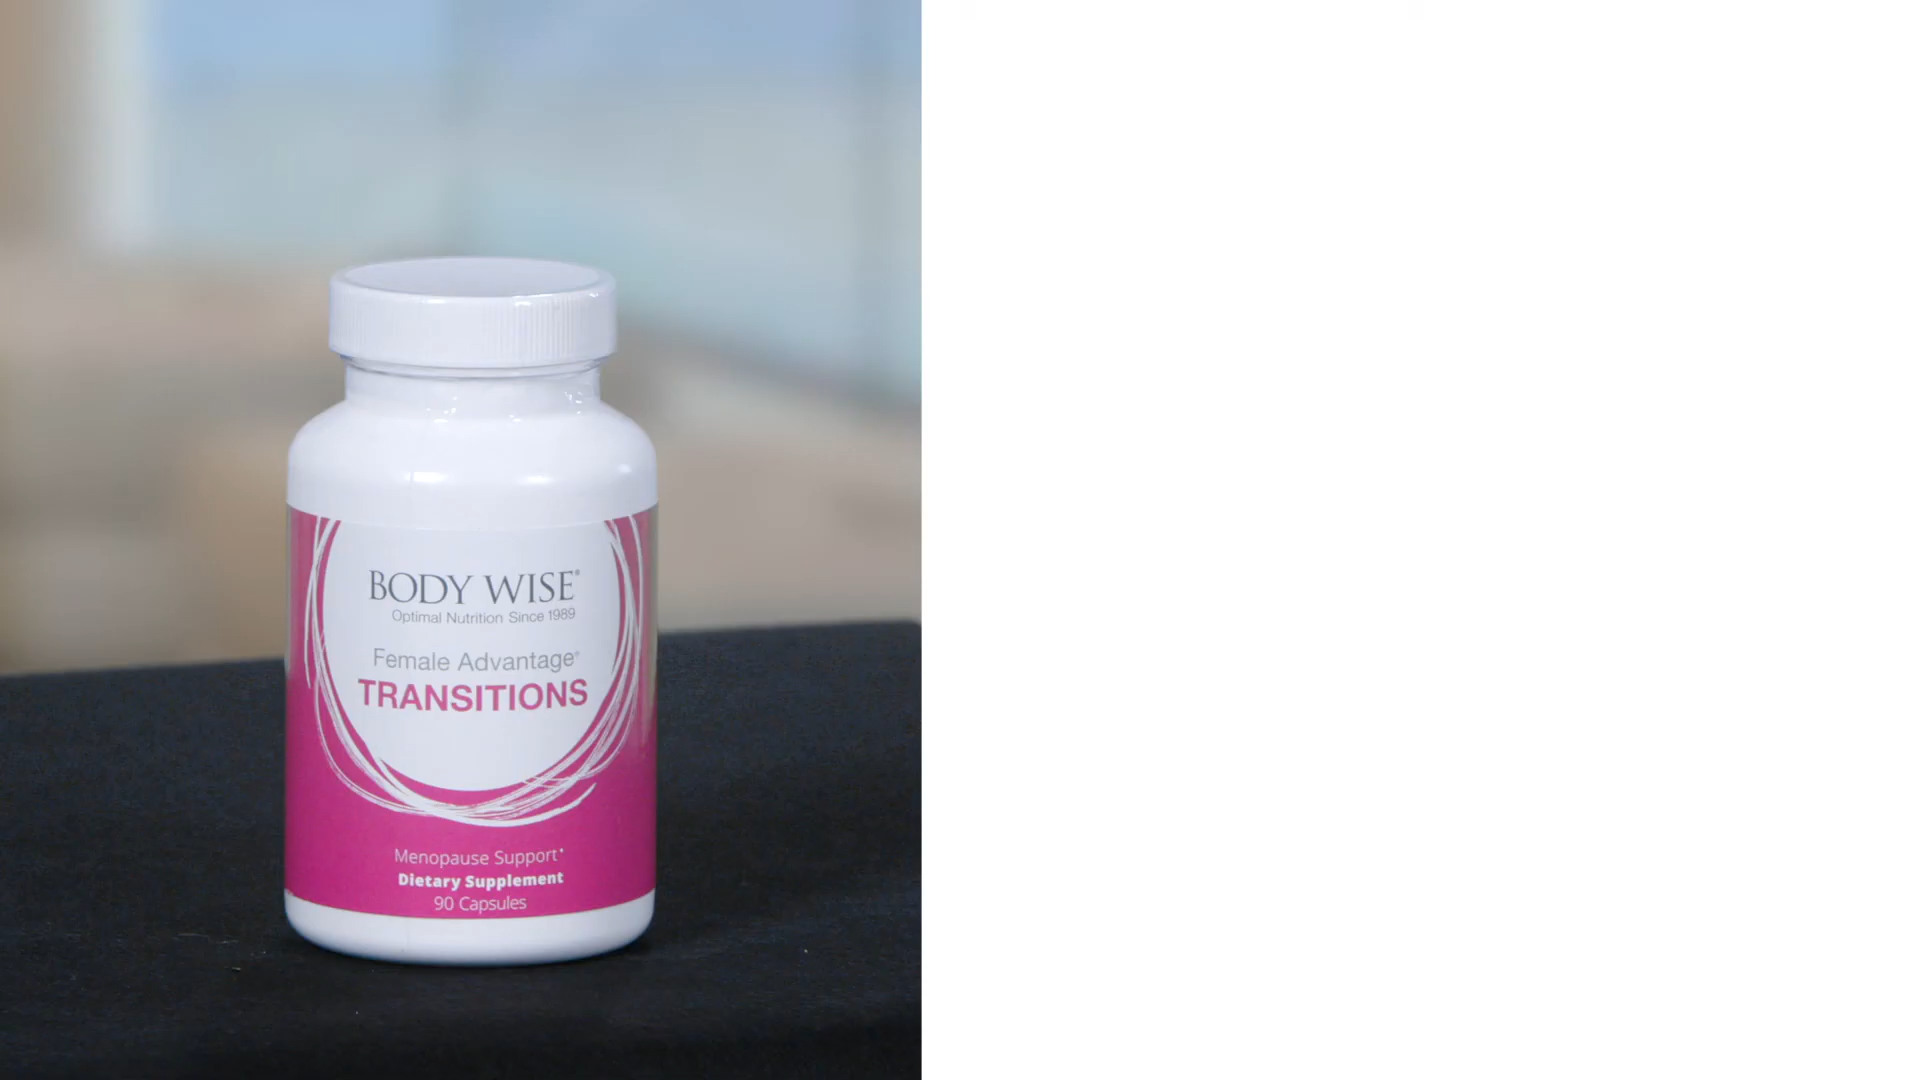 BODY WISE®
Optimal Nutrition Since 1989
Female Advantage®
TRANSITIONS
Menopause Support*
Dietary Supplement
90 Capsules